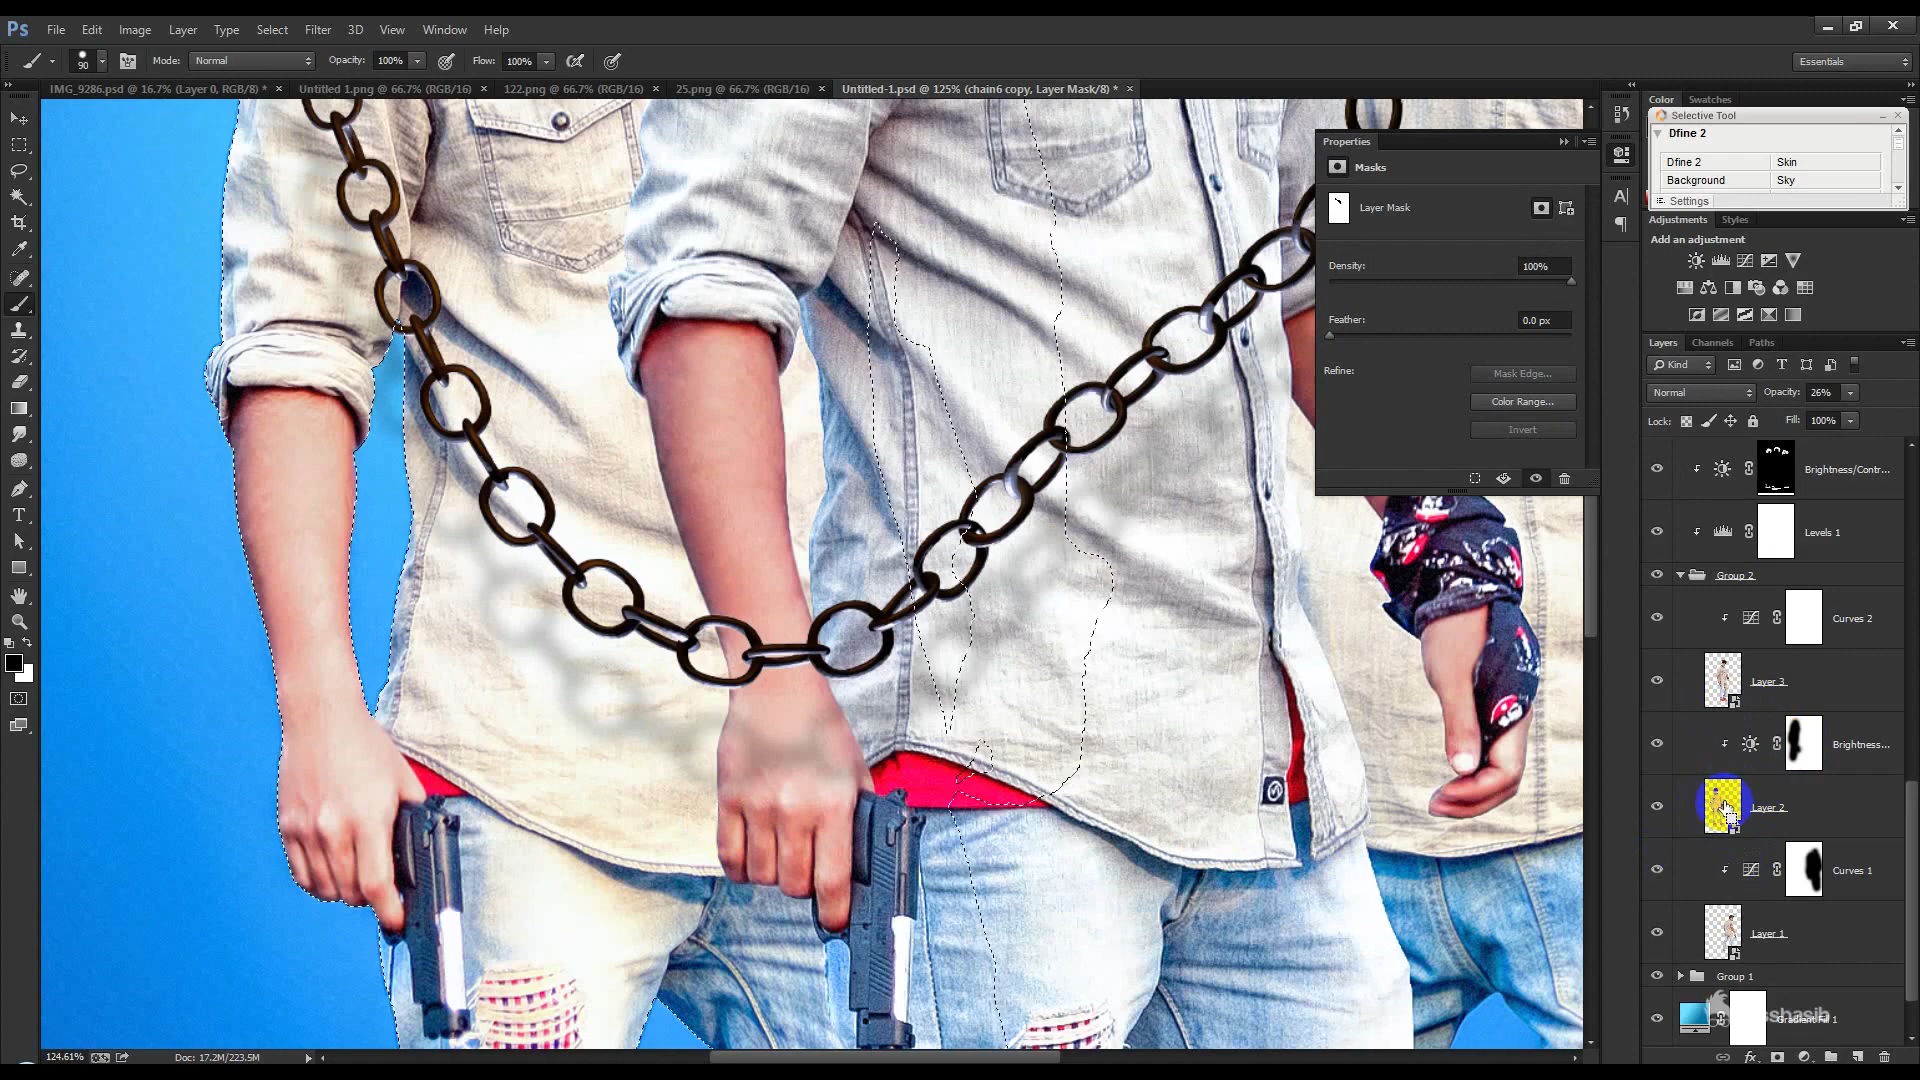 Ps File Edit Image Layer Type Select Filter 3D View Window Help
90 Mode: Normal Opacity: 100% Flow: 100% Essentials
IMG_9286.psd @ 16.7% (Layer 0, RGB/8) * × Untitled 1.png @ 66.7% (RGB/16) × 122.png @ 66.7% (RGB/16) × 25.png @ 66.7% (RGB/16) × Untitled-1.psd @ 125% (chain6 copy, Layer Mask/8) * ×
Color Swatches
Selective Tool
Dfine 2
Dfine 2 Skin
Background Sky
Settings
Properties
Masks
Layer Mask
Density: 100%
Feather: 0.0 px
Refine: Mask Edge...
Color Range...
Invert
Adjustments Styles
Add an adjustment
Layers Channels Paths
Kind
Normal Opacity: 26%
Lock: Fill: 100%
Brightness/Contr...
Levels 1
Group 2
Curves 2
Layer 3
Brightness...
Layer 2
Curves 1
Layer 1
Group 1
Gradient Fill 1
124.61% Doc: 17.2M/223.5M